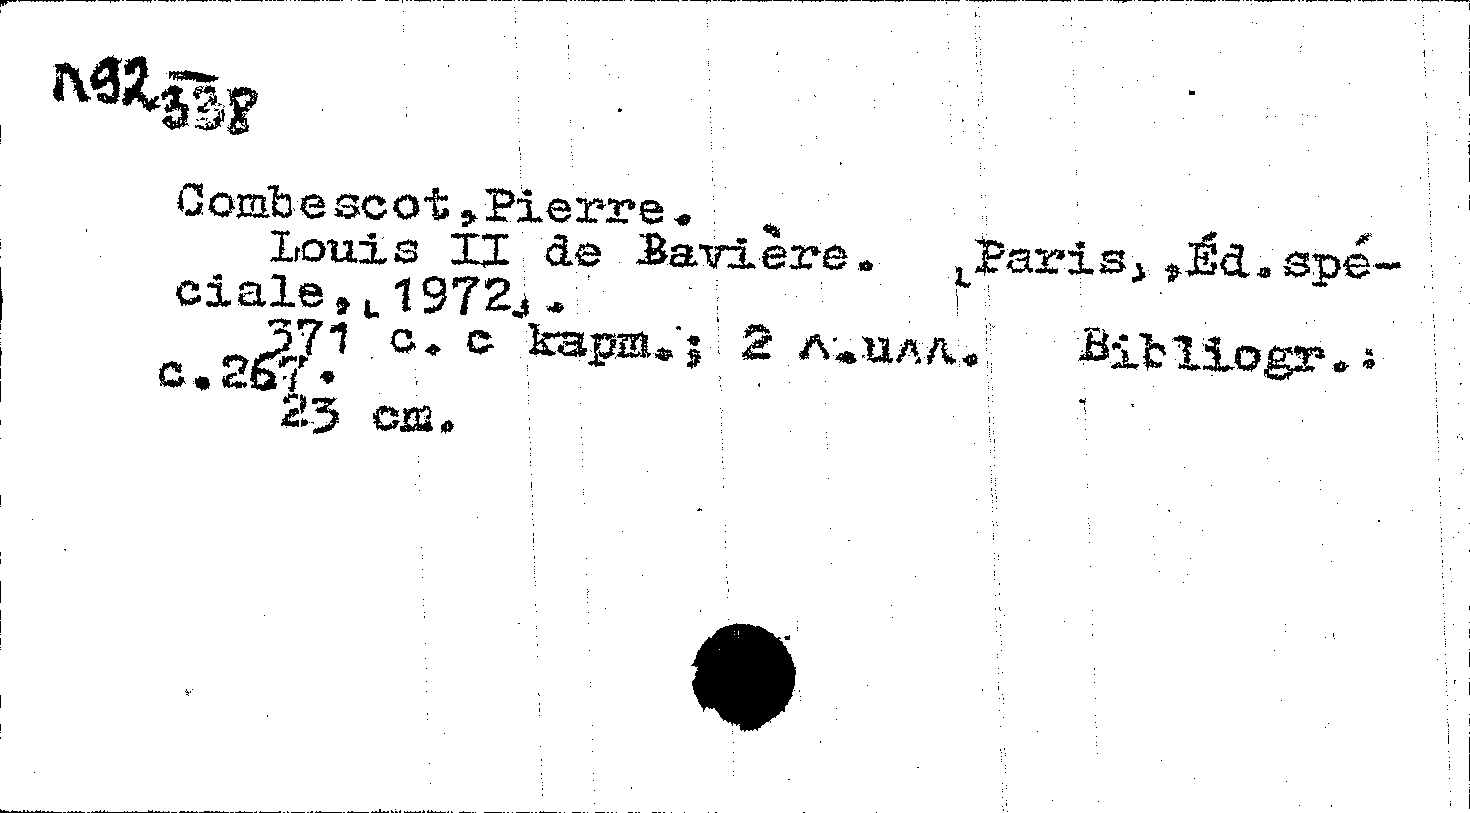 п92
338
Combescot,Pierre.
Louis II de Bavière. [Paris],Éd.spé-
ciale,[1972].
371 с. с карт.; 2 л.илл. Bibliogr.:
с.267.
23 см.